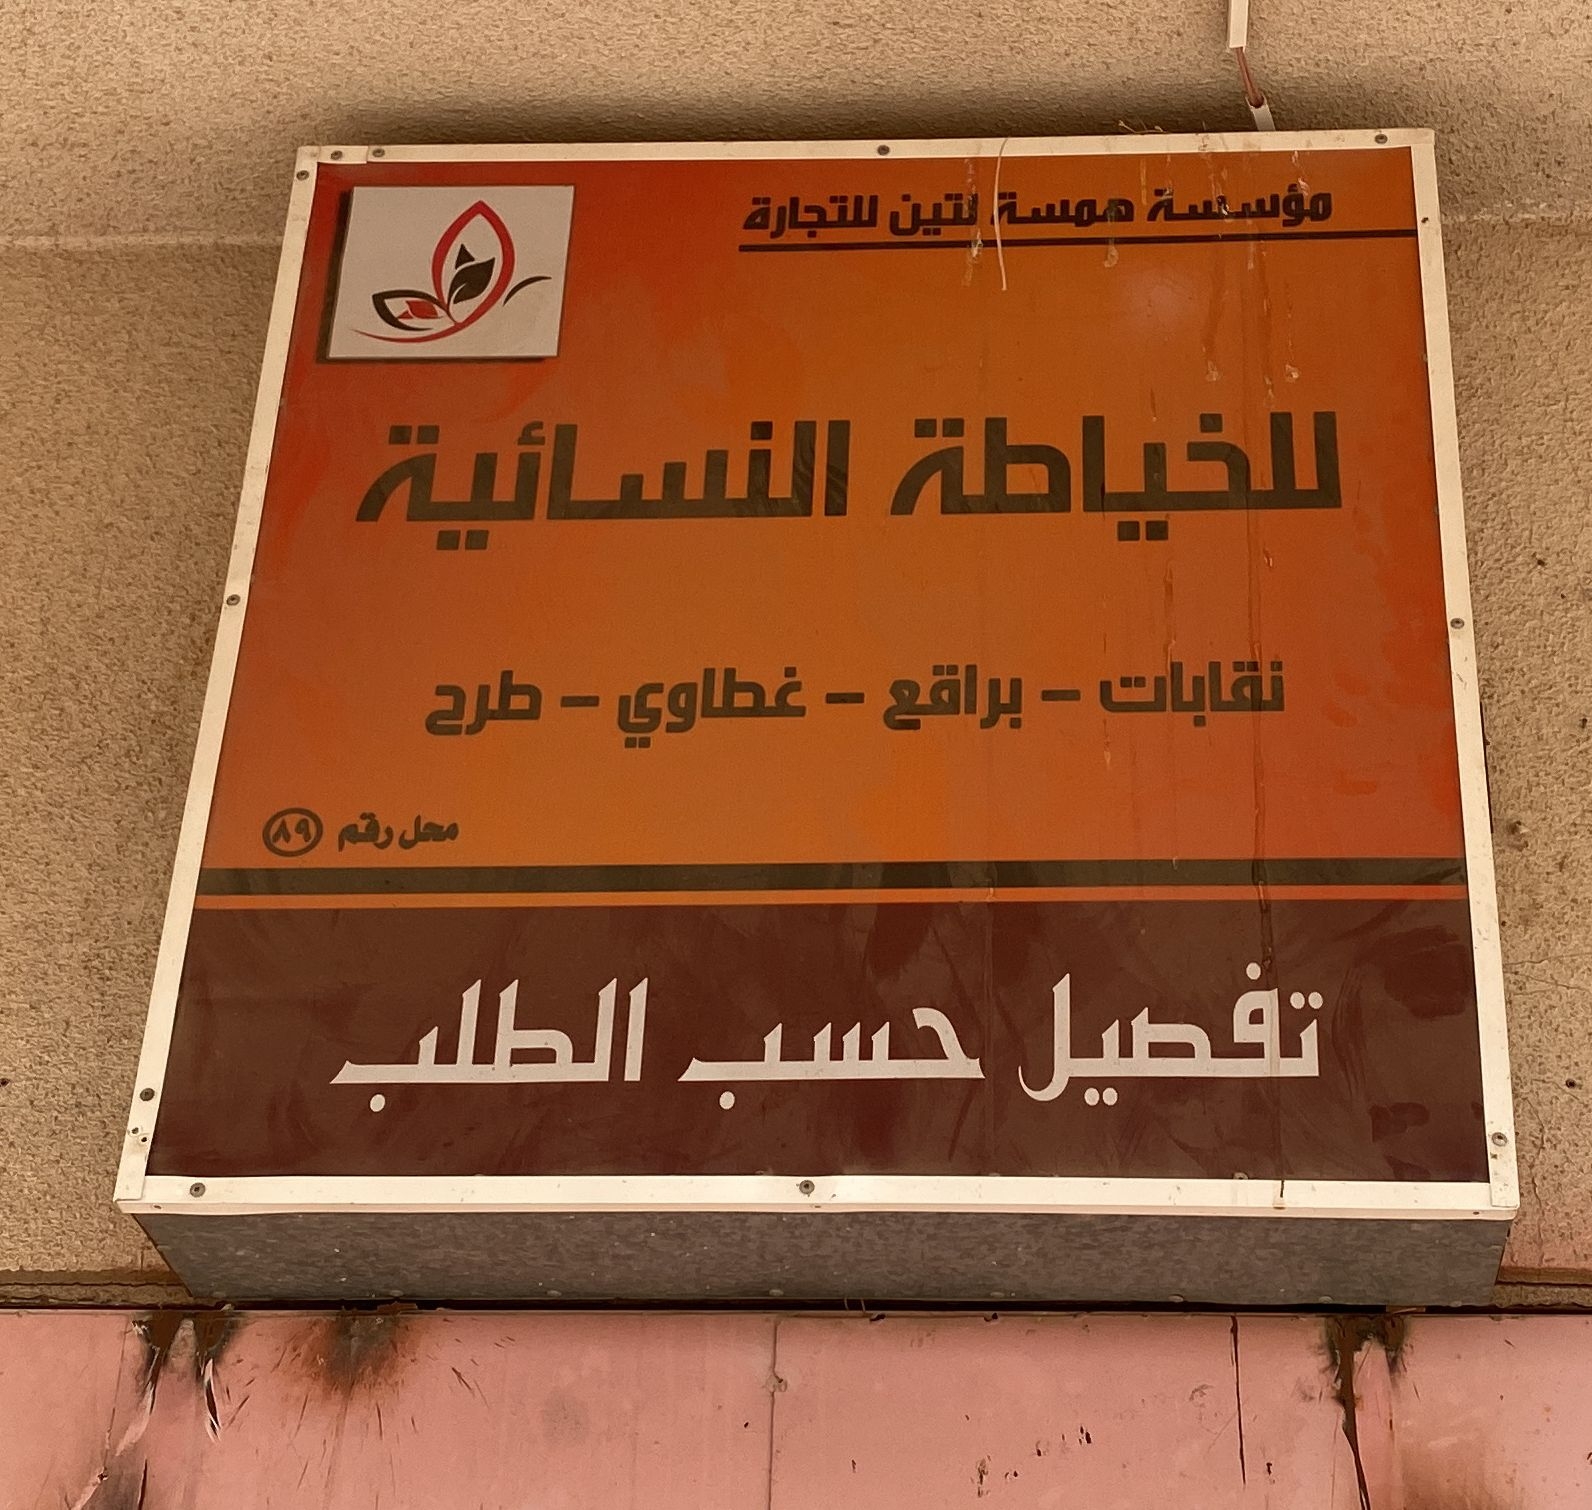 مؤسسة همسة لتين للتجارة
للخياطة النسائية
نقابات - براقع - غطاوي - طرح
محل رقم ٨٩
تفصيل حسب الطلب